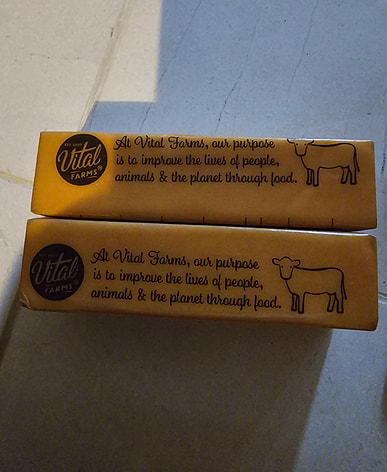 EST. 2007
Vital
FARMS®
At Vital Farms, our purpose
is to improve the lives of people,
animals & the planet through food.
Vital
FARMS
At Vital Farms, our purpose
is to improve the lives of people,
animals & the planet through food.